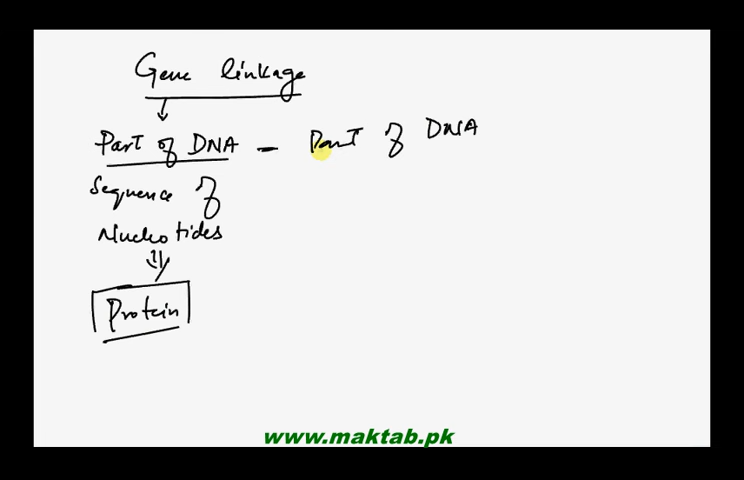 Gene linkage
Part of DNA - Part of DNA
Sequence of
Nucleotides
Protein
www.maktab.pk